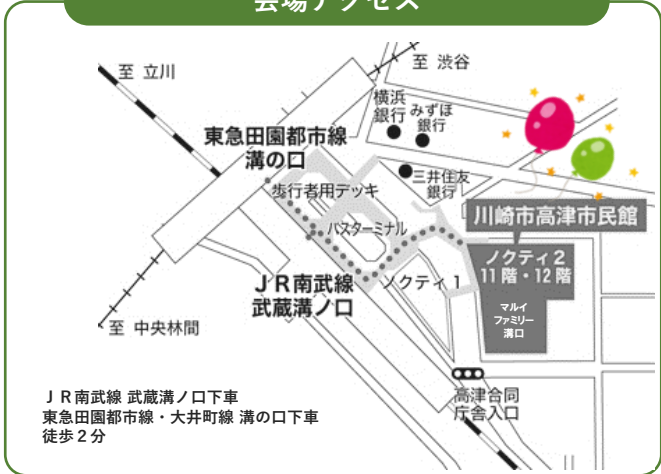 会場アクセス
至 立川
至 渋谷
横浜
銀行
みずほ
銀行
東急田園都市線
溝の口
三井住友
銀行
歩行者用デッキ
バスターミナル
川崎市高津市民館
ノクティ2
11階・12階
JR南武線
武蔵溝ノ口
ノクティ1
マルイ
ファミリー
溝口
至 中央林間
高津合同
庁舎入口
JR南武線 武蔵溝ノ口下車
東急田園都市線・大井町線 溝の口下車
徒歩2分